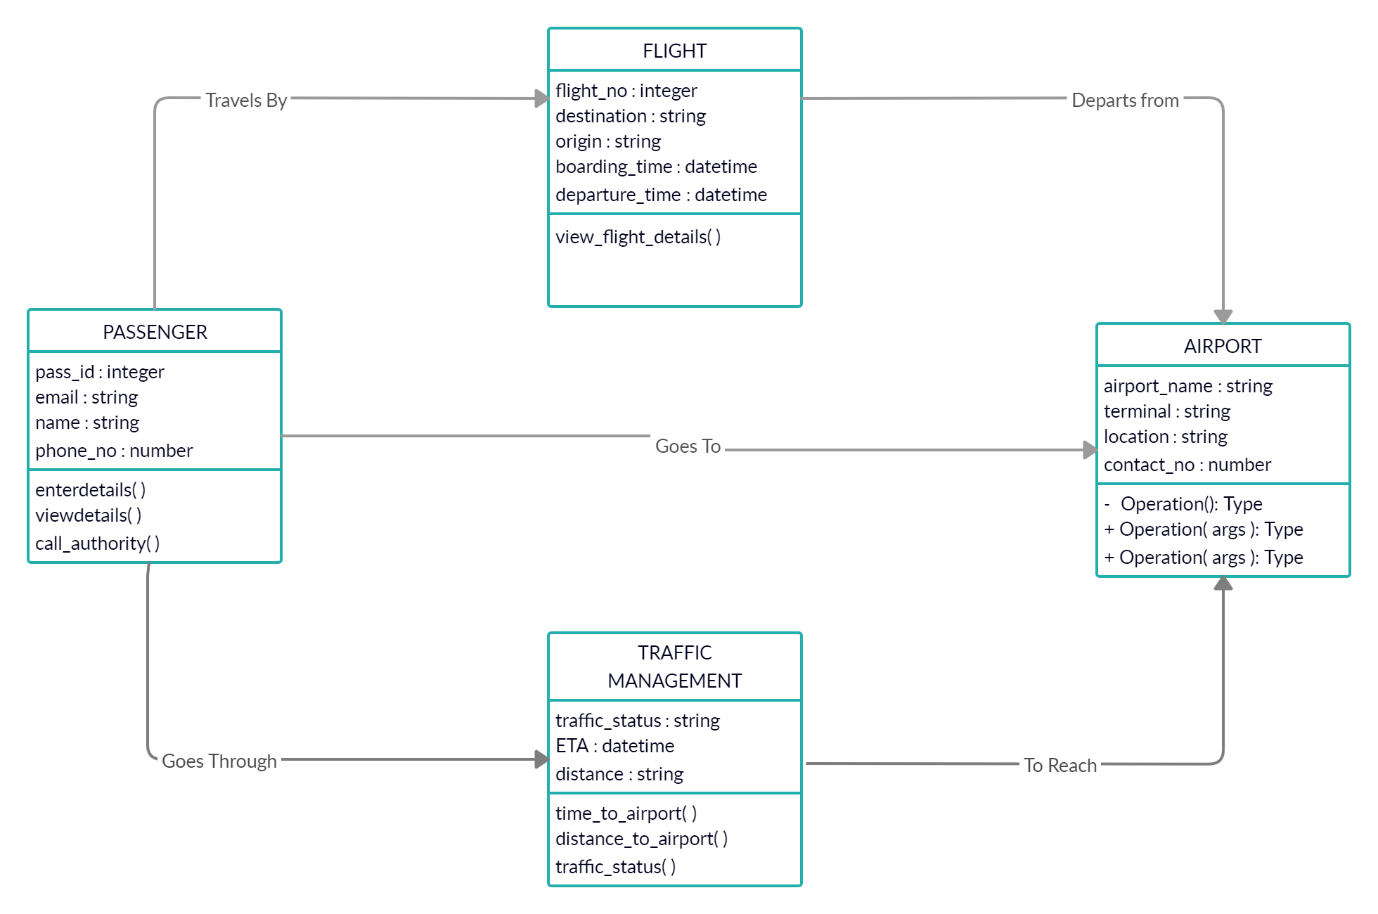 FLIGHT
flight_no : integer
destination : string
origin : string
boarding_time : datetime
departure_time : datetime
view_flight_details( )
Travels By
Departs from
PASSENGER
pass_id : integer
email : string
name : string
phone_no : number
enterdetails( )
viewdetails( )
call_authority( )
Goes To
AIRPORT
airport_name : string
terminal : string
location : string
contact_no : number
- Operation(): Type
+ Operation( args ): Type
+ Operation( args ): Type
TRAFFIC
MANAGEMENT
traffic_status : string
ETA : datetime
distance : string
time_to_airport( )
distance_to_airport( )
traffic_status( )
Goes Through
To Reach